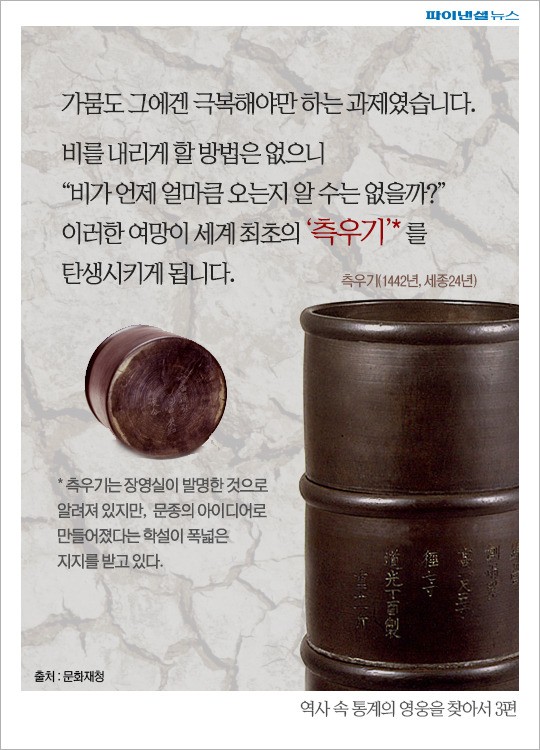 파이낸셜뉴스
가뭄도 그에겐 극복해야만 하는 과제였습니다.
비를 내리게 할 방법은 없으니
“비가 언제 얼마큼 오는지 알 수는 없을까?”
이러한 여망이 세계 최초의 ‘측우기’*를
탄생시키게 됩니다.
측우기(1442년, 세종24년)
* 측우기는 장영실이 발명한 것으로
알려져 있지만, 문종의 아이디어로
만들어졌다는 학설이 폭넓은
지지를 받고 있다.
출처 : 문화재청
역사 속 통계의 영웅을 찾아서 3편